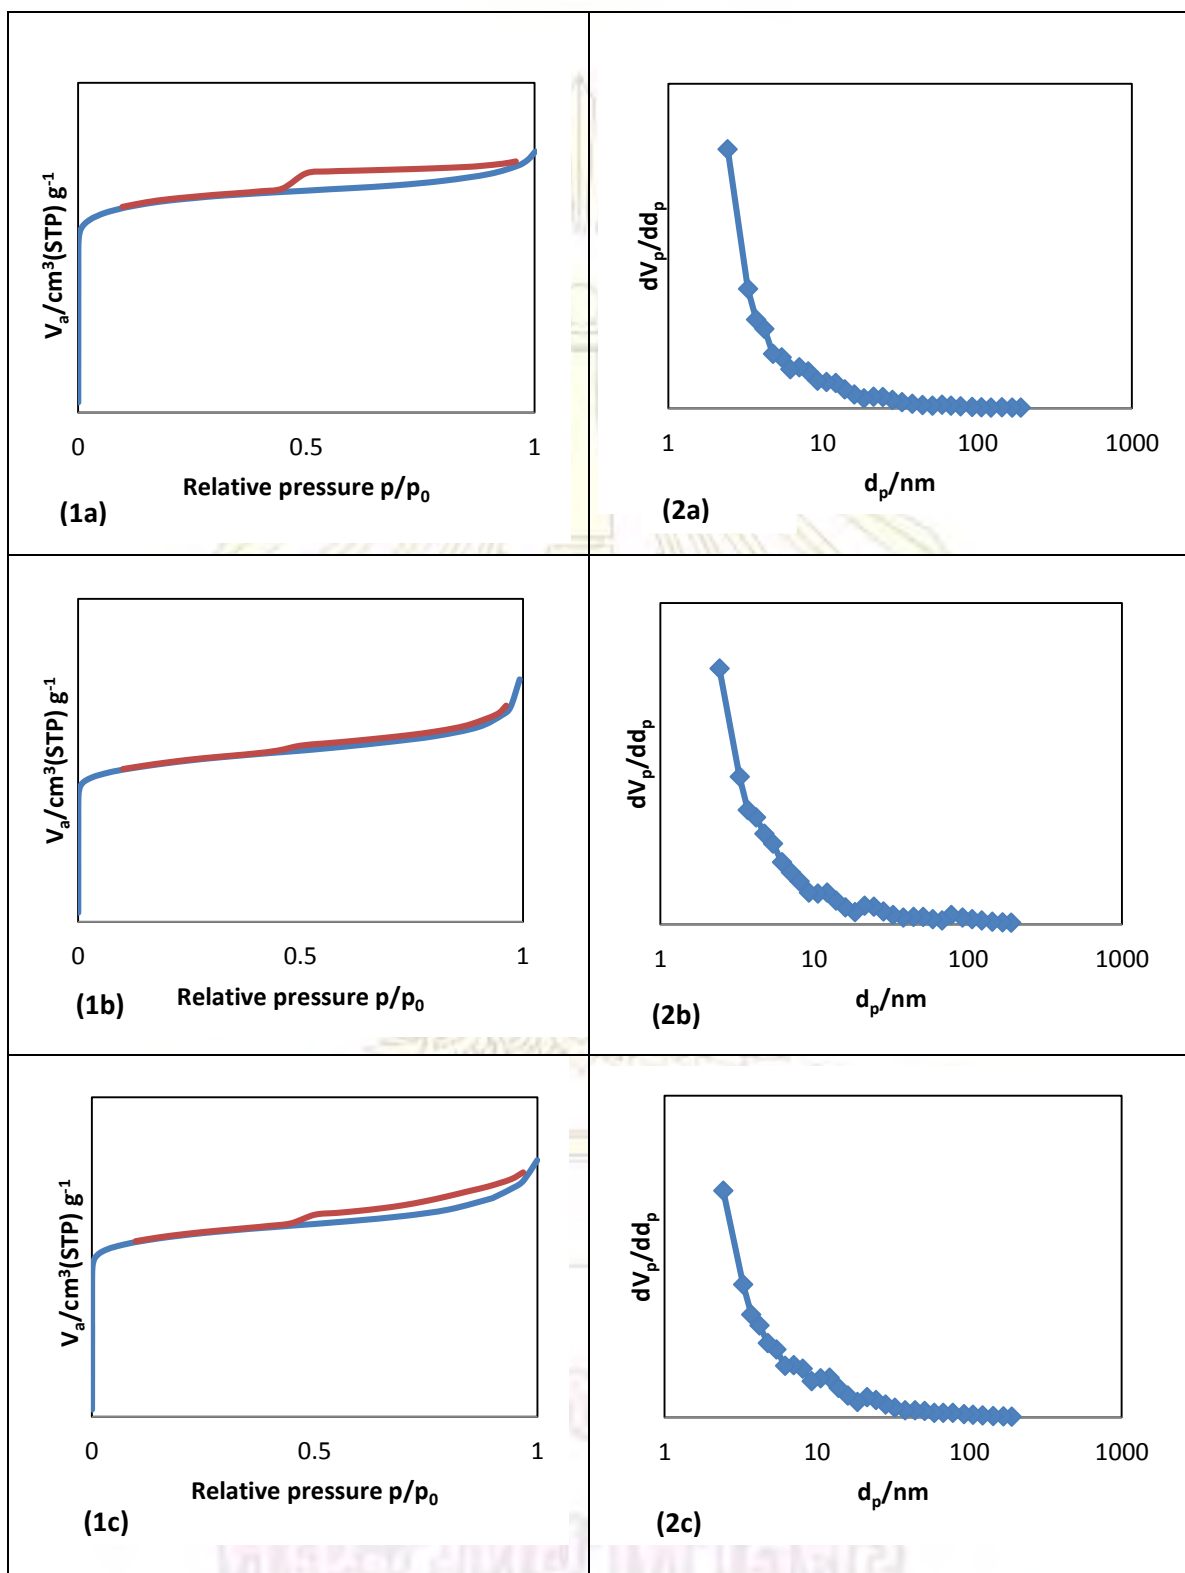 Vₐ/cm³(STP) g⁻¹
0
0.5
1
Relative pressure p/p₀
(1a)
dVₚ/ddₚ
1
10
100
1000
dₚ/nm
(2a)
Vₐ/cm³(STP) g⁻¹
0
0.5
1
Relative pressure p/p₀
(1b)
dVₚ/ddₚ
1
10
100
1000
dₚ/nm
(2b)
Vₐ/cm³(STP) g⁻¹
0
0.5
1
Relative pressure p/p₀
(1c)
dVₚ/ddₚ
1
10
100
1000
dₚ/nm
(2c)